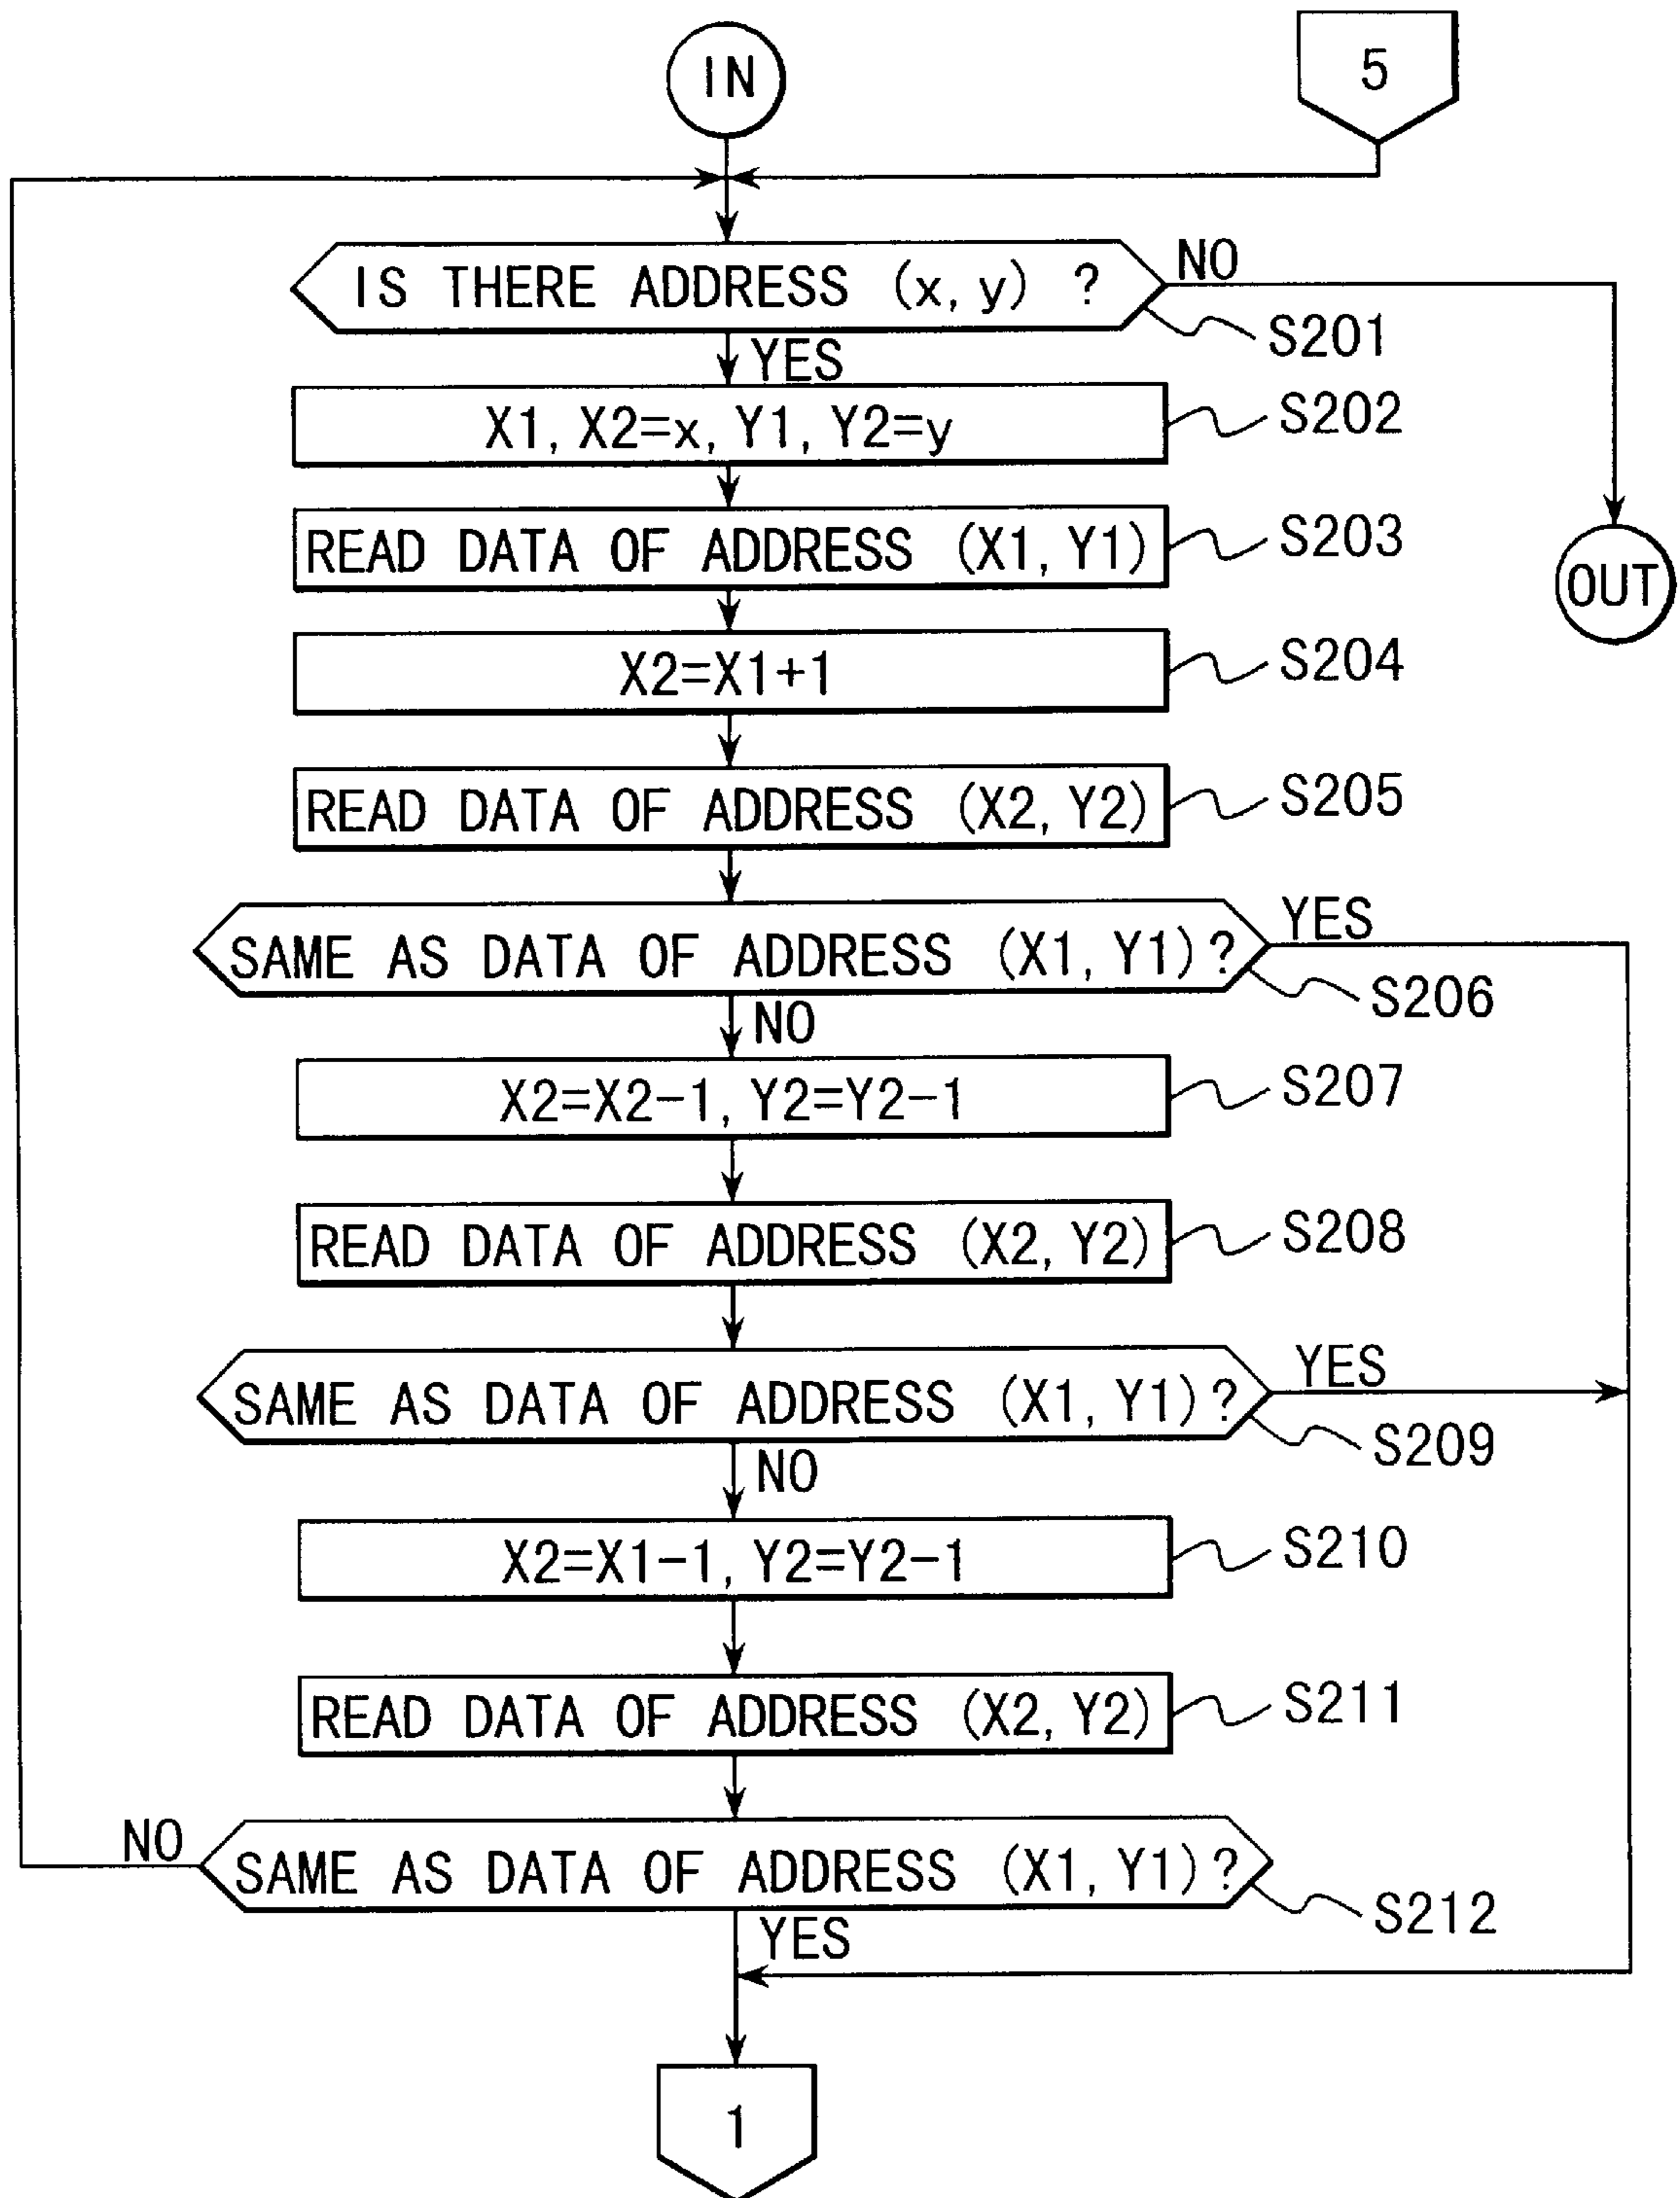 IN
5
IS THERE ADDRESS (x, y) ?
NO
S201
YES
X1, X2=x, Y1, Y2=y
S202
READ DATA OF ADDRESS (X1, Y1)
S203
OUT
X2=X1+1
S204
READ DATA OF ADDRESS (X2, Y2)
S205
SAME AS DATA OF ADDRESS (X1, Y1) ?
YES
S206
NO
X2=X2-1, Y2=Y2-1
S207
READ DATA OF ADDRESS (X2, Y2)
S208
SAME AS DATA OF ADDRESS (X1, Y1) ?
YES
S209
NO
X2=X1-1, Y2=Y2-1
S210
READ DATA OF ADDRESS (X2, Y2)
S211
NO
SAME AS DATA OF ADDRESS (X1, Y1) ?
S212
YES
1